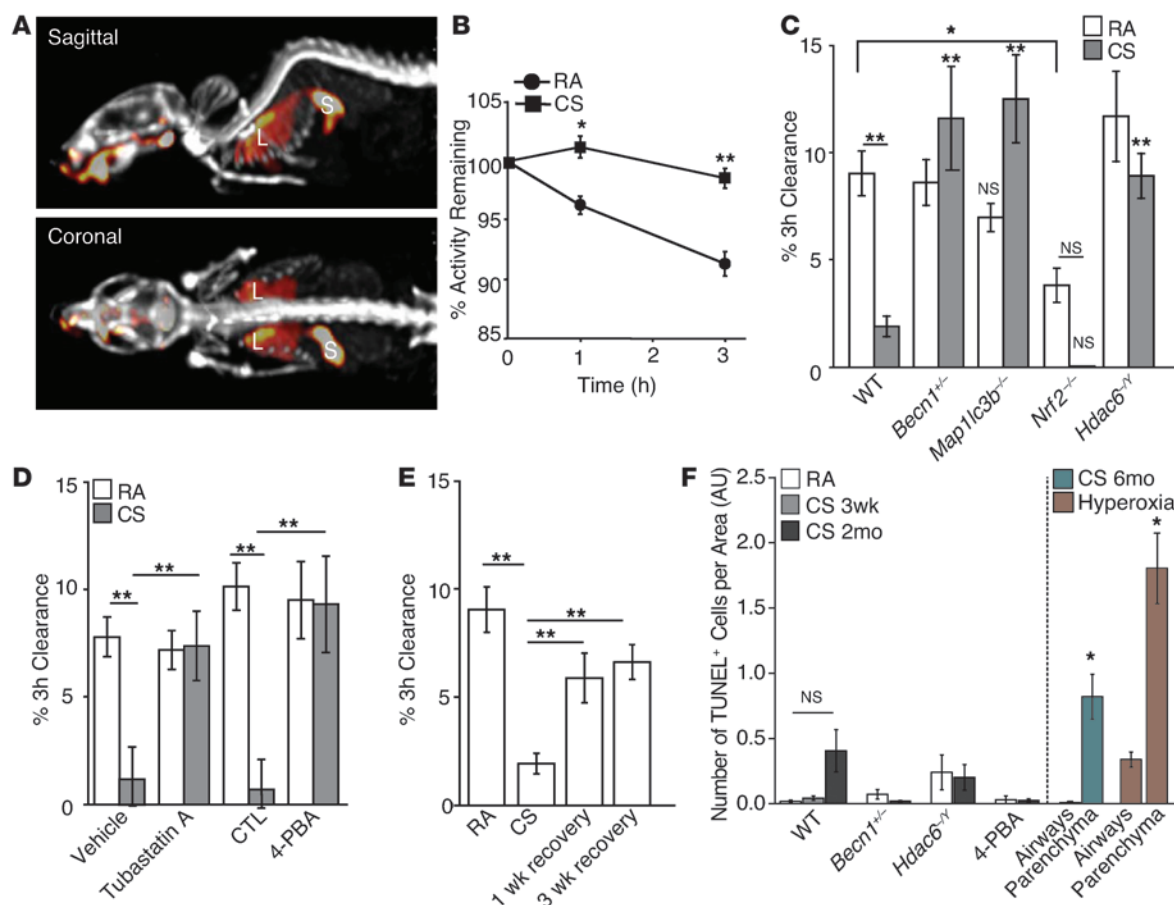 A
Sagittal
L
S
Coronal
L
L
S
B
RA
CS
105
100
95
90
85
% Activity Remaining
*
**
0
1
2
3
Time (h)
C
RA
CS
15
10
5
0
% 3h Clearance
*
**
**
**
NS
NS
NS
**
WT
Becn1+/−
Map1lc3b−/−
Nrf2−/−
Hdac6−/Y
D
RA
CS
15
10
5
0
% 3h Clearance
**
**
**
**
Vehicle
Tubastatin A
CTL
4-PBA
E
15
10
5
0
% 3h Clearance
**
**
**
RA
CS
1 wk recovery
3 wk recovery
F
RA
CS 3wk
CS 2mo
CS 6mo
Hyperoxia
2.5
2.0
1.5
1.0
0.5
0.0
Number of TUNEL+ Cells per Area (AU)
NS
*
*
WT
Becn1+/−
Hdac6−/Y
4-PBA
Airways
Parenchyma
Airways
Parenchyma